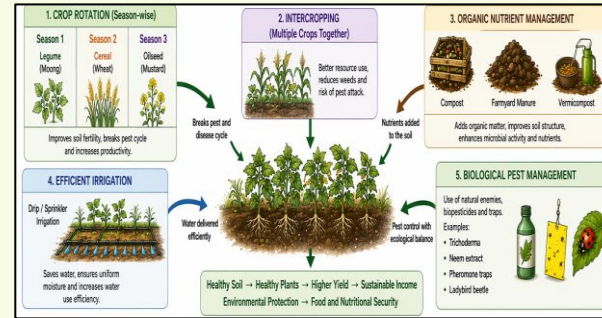 1. CROP ROTATION (Season-wise)
Season 1
Legume
(Moong)
Season 2
Cereal
(Wheat)
Season 3
Oilseed
(Mustard)
Improves soil fertility, breaks pest cycle
and increases productivity.
2. INTERCROPPING
(Multiple Crops Together)
Better resource use,
reduces weeds and
risk of pest attack.
3. ORGANIC NUTRIENT MANAGEMENT
Compost
Farmyard Manure
Vermicompost
Adds organic matter, improves soil structure,
enhances microbial activity and nutrients.
Breaks pest and
disease cycle
Nutrients added
to the soil
4. EFFICIENT IRRIGATION
Drip / Sprinkler
Irrigation
Saves water, ensures uniform
moisture and increases water
use efficiency.
Water delivered
efficiently
Pest control with
ecological balance
5. BIOLOGICAL PEST MANAGEMENT
Use of natural enemies,
biopesticides and traps.
Examples:
• Trichoderma
• Neem extract
• Pheromone traps
• Ladybird beetle
Healthy Soil → Healthy Plants → Higher Yield → Sustainable Income
Environmental Protection → Food and Nutritional Security